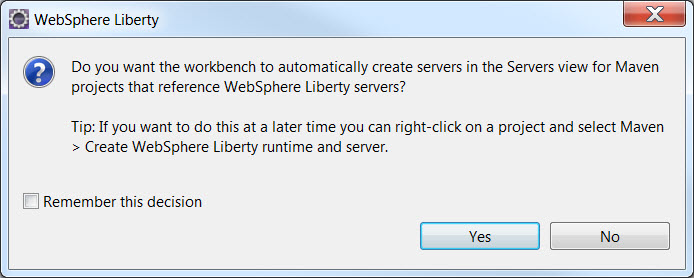 WebSphere Liberty
Do you want the workbench to automatically create servers in the Servers view for Maven
projects that reference WebSphere Liberty servers?
Tip: If you want to do this at a later time you can right-click on a project and select Maven
> Create WebSphere Liberty runtime and server.
Remember this decision
Yes
No